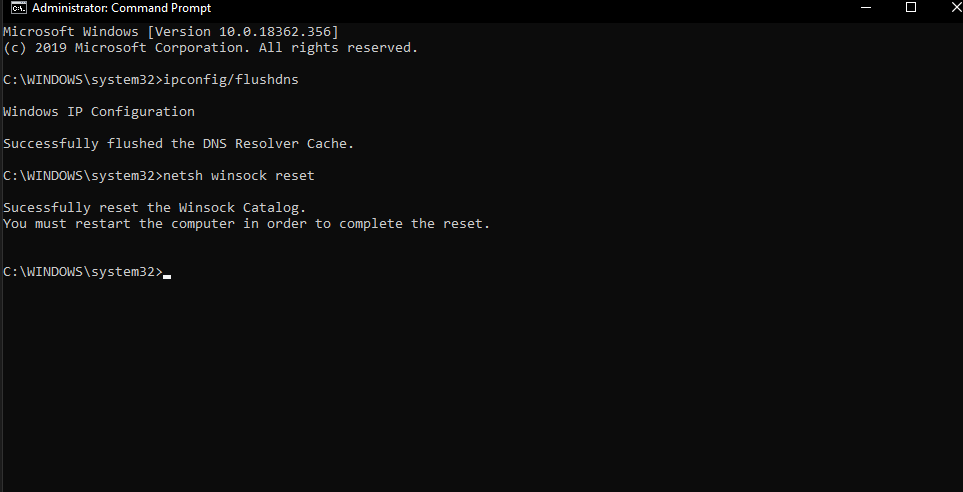 Administrator: Command Prompt
Microsoft Windows [Version 10.0.18362.356]
(c) 2019 Microsoft Corporation. All rights reserved.
C:\WINDOWS\system32>ipconfig/flushdns
Windows IP Configuration
Successfully flushed the DNS Resolver Cache.
C:\WINDOWS\system32>netsh winsock reset
Sucessfully reset the Winsock Catalog.
You must restart the computer in order to complete the reset.
C:\WINDOWS\system32>